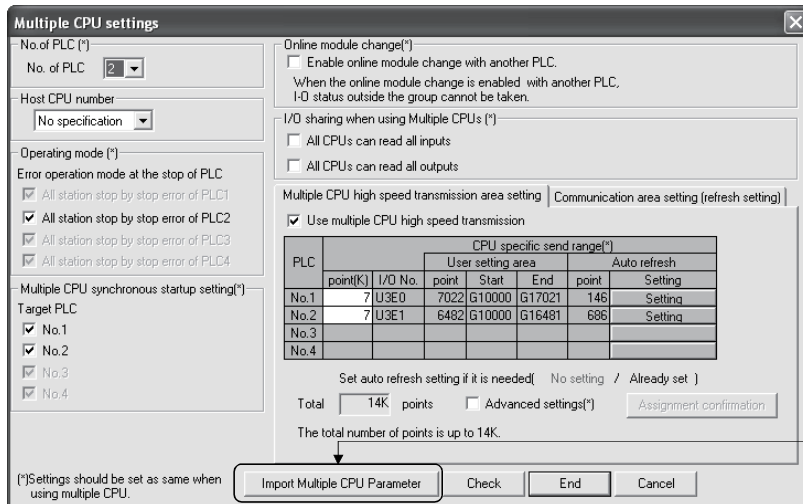 Multiple CPU settings
No.of PLC (*)
No. of PLC 2
Host CPU number
No specification
Operating mode (*)
Error operation mode at the stop of PLC
All station stop by stop error of PLC1
All station stop by stop error of PLC2
All station stop by stop error of PLC3
All station stop by stop error of PLC4
Multiple CPU synchronous startup setting(*)
Target PLC
No.1
No.2
No.3
No.4
(*)Settings should be set as same when
using multiple CPU.
Online module change(*)
Enable online module change with another PLC.
When the online module change is enabled with another PLC,
I-O status outside the group cannot be taken.
I/O sharing when using Multiple CPUs (*)
All CPUs can read all inputs
All CPUs can read all outputs
Multiple CPU high speed transmission area setting Communication area setting (refresh setting)
Use multiple CPU high speed transmission
CPU specific send range(*)
PLC User setting area Auto refresh
point(K) I/O No. point Start End point Setting
No.1 7 U3E0 7022 G10000 G17021 146 Setting
No.2 7 U3E1 6482 G10000 G16481 686 Setting
No.3
No.4
Set auto refresh setting if it is needed( No setting / Already set )
Total 14K points Advanced settings(*) Assignment confirmation
The total number of points is up to 14K.
Import Multiple CPU Parameter Check End Cancel